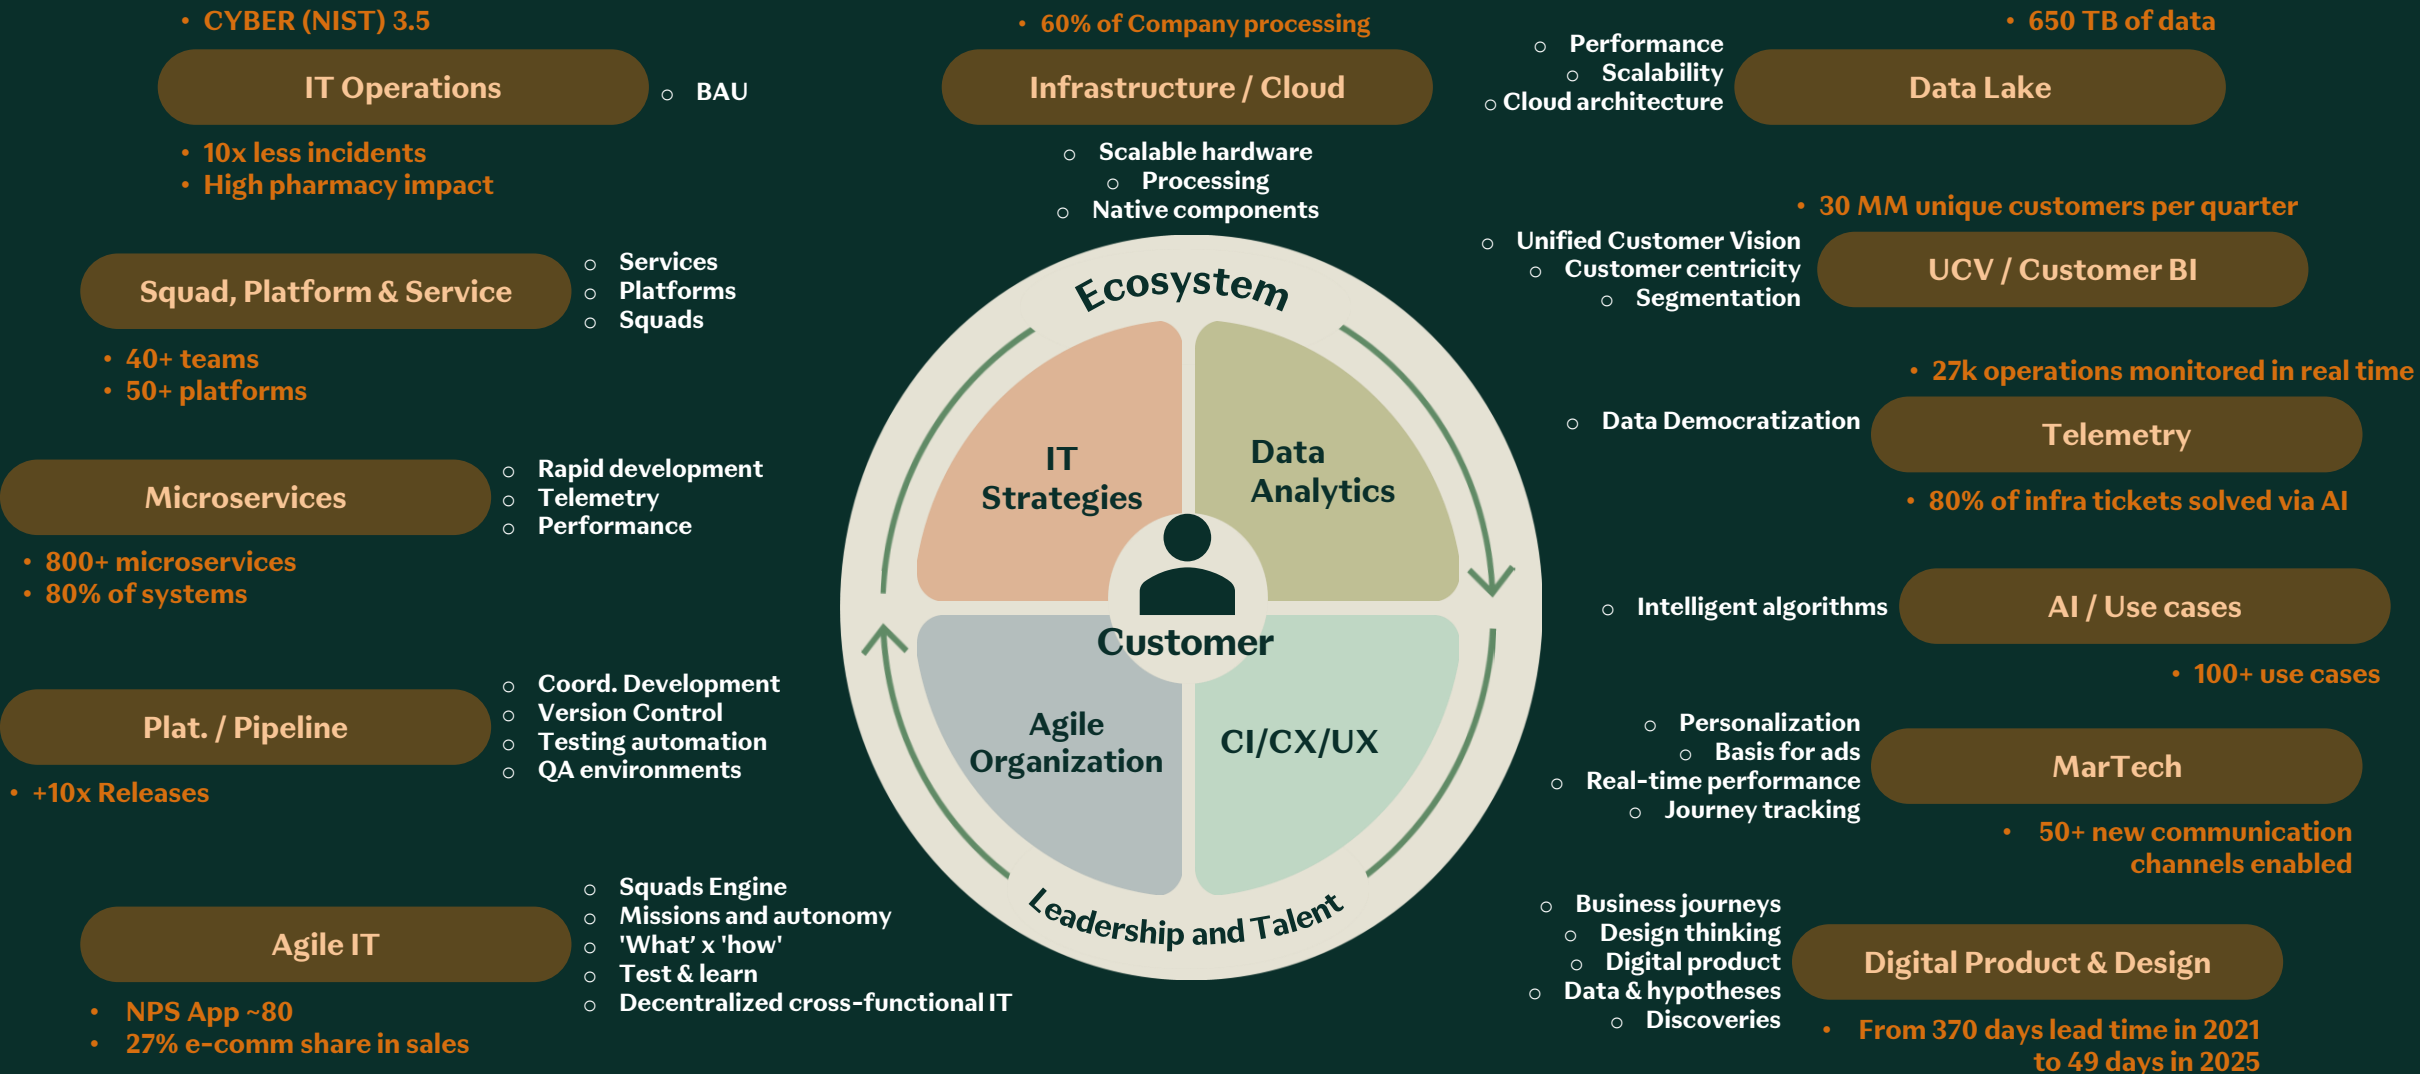 • CYBER (NIST) 3.5
IT Operations
○ BAU
• 10x less incidents
• High pharmacy impact
Squad, Platform & Service
○ Services
○ Platforms
○ Squads
• 40+ teams
• 50+ platforms
Microservices
○ Rapid development
○ Telemetry
○ Performance
• 800+ microservices
• 80% of systems
Plat. / Pipeline
○ Coord. Development
○ Version Control
○ Testing automation
○ QA environments
• +10x Releases
Agile IT
○ Squads Engine
○ Missions and autonomy
○ 'What’ x 'how'
○ Test & learn
○ Decentralized cross-functional IT
• NPS App ~80
• 27% e-comm share in sales
• 60% of Company processing
Infrastructure / Cloud
○ Scalable hardware
○ Processing
○ Native components
Ecosystem
IT
Strategies
Data
Analytics
Customer
Agile
Organization
CI/CX/UX
Leadership and Talent
• 650 TB of data
○ Performance
○ Scalability
○ Cloud architecture
Data Lake
• 30 MM unique customers per quarter
○ Unified Customer Vision
○ Customer centricity
○ Segmentation
UCV / Customer BI
• 27k operations monitored in real time
○ Data Democratization
Telemetry
• 80% of infra tickets solved via AI
○ Intelligent algorithms
AI / Use cases
• 100+ use cases
○ Personalization
○ Basis for ads
○ Real-time performance
○ Journey tracking
MarTech
• 50+ new communication
channels enabled
○ Business journeys
○ Design thinking
○ Digital product
○ Data & hypotheses
○ Discoveries
Digital Product & Design
• From 370 days lead time in 2021
to 49 days in 2025